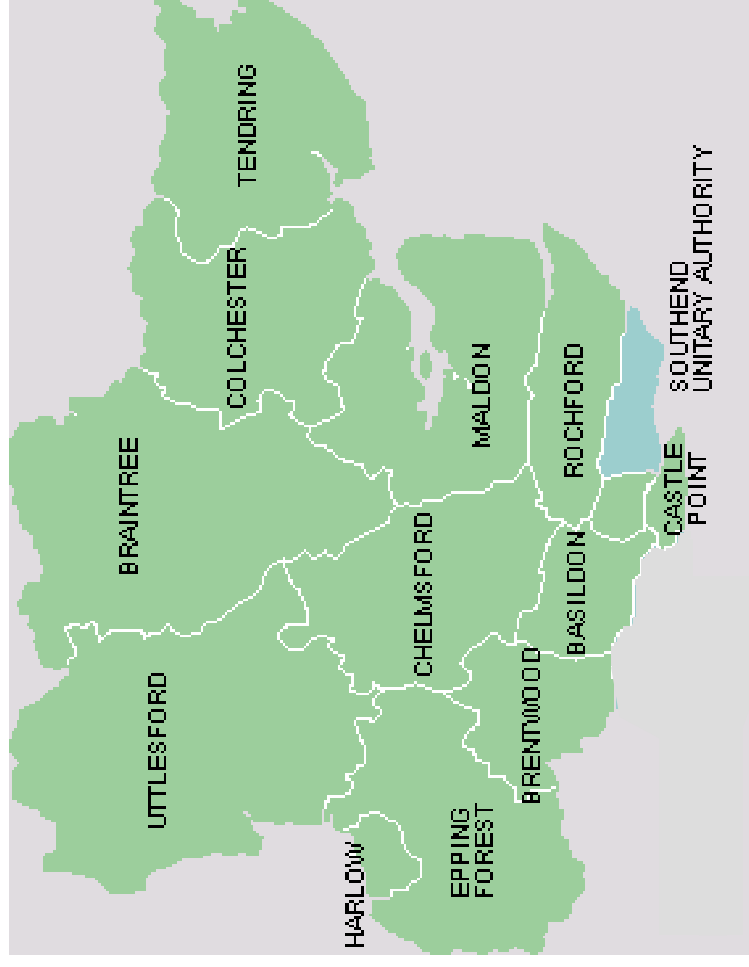 BRAINTREE
UTTLESFORD
COLCHESTER
TENDRING
HARLOW
CHELMSFORD
EPPING
FOREST
MALDON
BRENTWOOD
BASILDON
ROCHFORD
CASTLE
POINT
SOUTHEND
UNITARY AUTHORITY